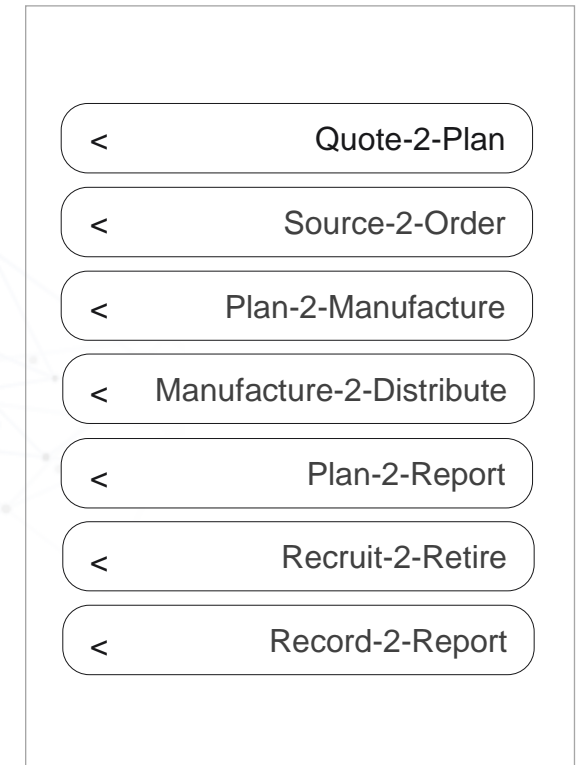 < Quote-2-Plan
< Source-2-Order
< Plan-2-Manufacture
< Manufacture-2-Distribute
< Plan-2-Report
< Recruit-2-Retire
< Record-2-Report